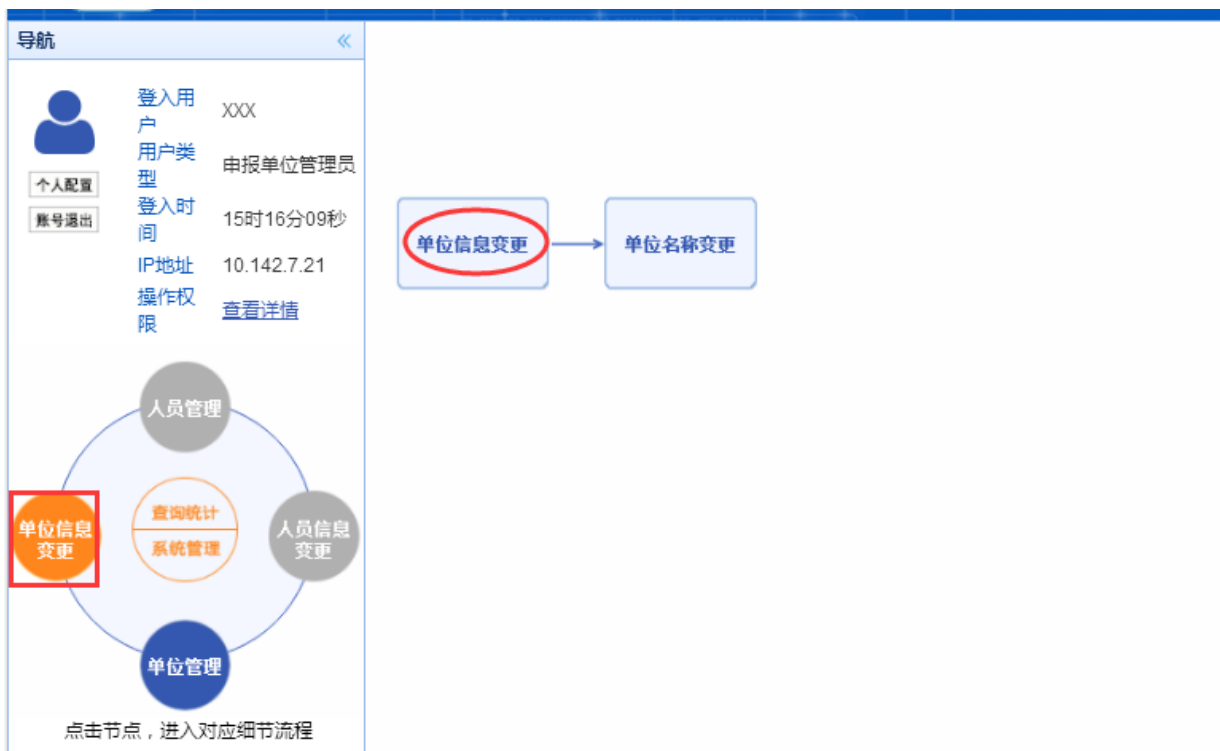 导航
登入用
户
XXX
用户类
型
申报单位管理员
个人配置
登入时
间
15时16分09秒
账号退出
IP地址
10.142.7.21
操作权
限
查看详情
单位信息变更
单位名称变更
人员管理
单位信息
变更
查询统计
系统管理
人员信息
变更
单位管理
点击节点，进入对应细节流程